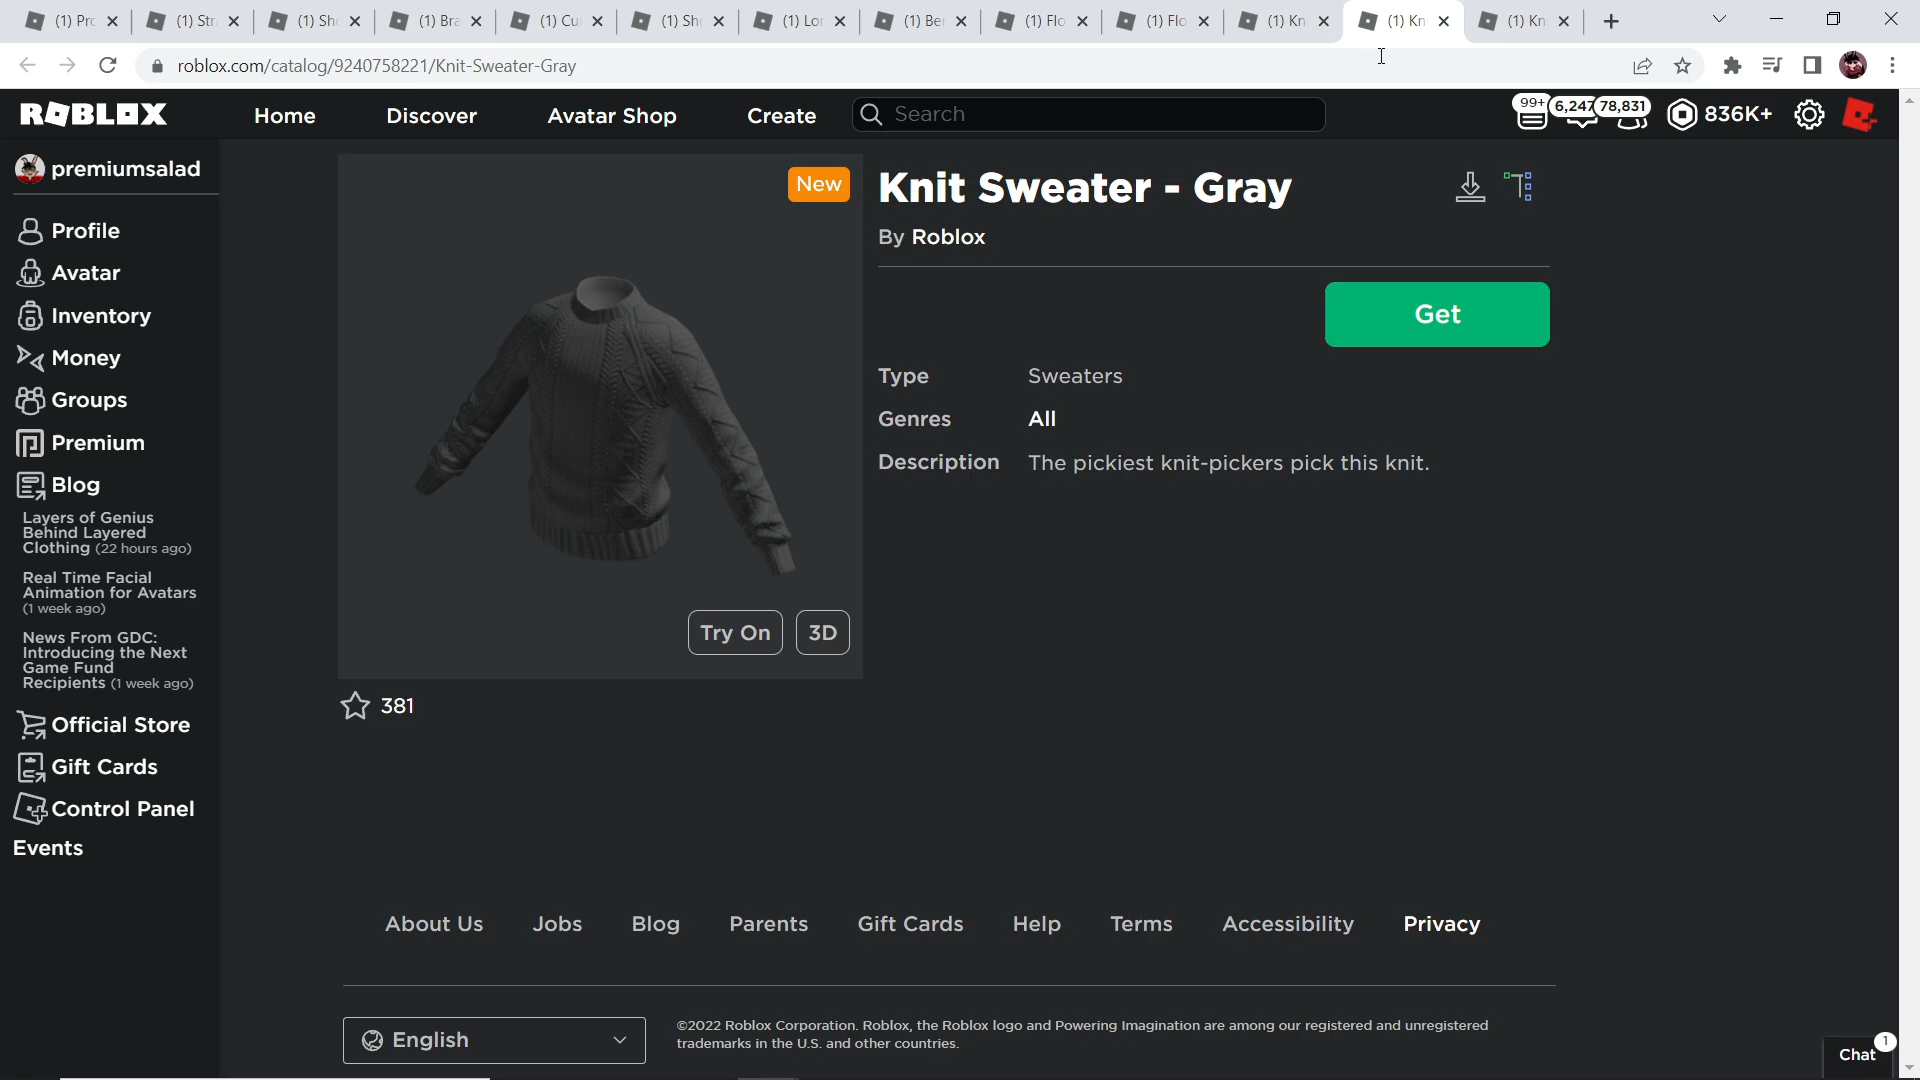 (1) Pro
(1) Str
(1) Sho
(1) Bra
(1) Cu
(1) Sho
(1) Lor
(1) Be
(1) Flo
(1) Flo
(1) Kn
(1) Kn
(1) Kn
roblox.com/catalog/9240758221/Knit-Sweater-Gray
ROBLOX
Home
Discover
Avatar Shop
Create
Search
99+
6,247
78,831
836K+
premiumsalad
Profile
Avatar
Inventory
Money
Groups
Premium
Blog
Layers of Genius
Behind Layered
Clothing (22 hours ago)
Real Time Facial
Animation for Avatars
(1 week ago)
News From GDC:
Introducing the Next
Game Fund
Recipients (1 week ago)
Official Store
Gift Cards
Control Panel
Events
New
Try On
3D
381
Knit Sweater - Gray
By Roblox
Get
Type Sweaters
Genres All
Description The pickiest knit-pickers pick this knit.
About Us
Jobs
Blog
Parents
Gift Cards
Help
Terms
Accessibility
Privacy
English
©2022 Roblox Corporation. Roblox, the Roblox logo and Powering Imagination are among our registered and unregistered
trademarks in the U.S. and other countries.
Chat
1